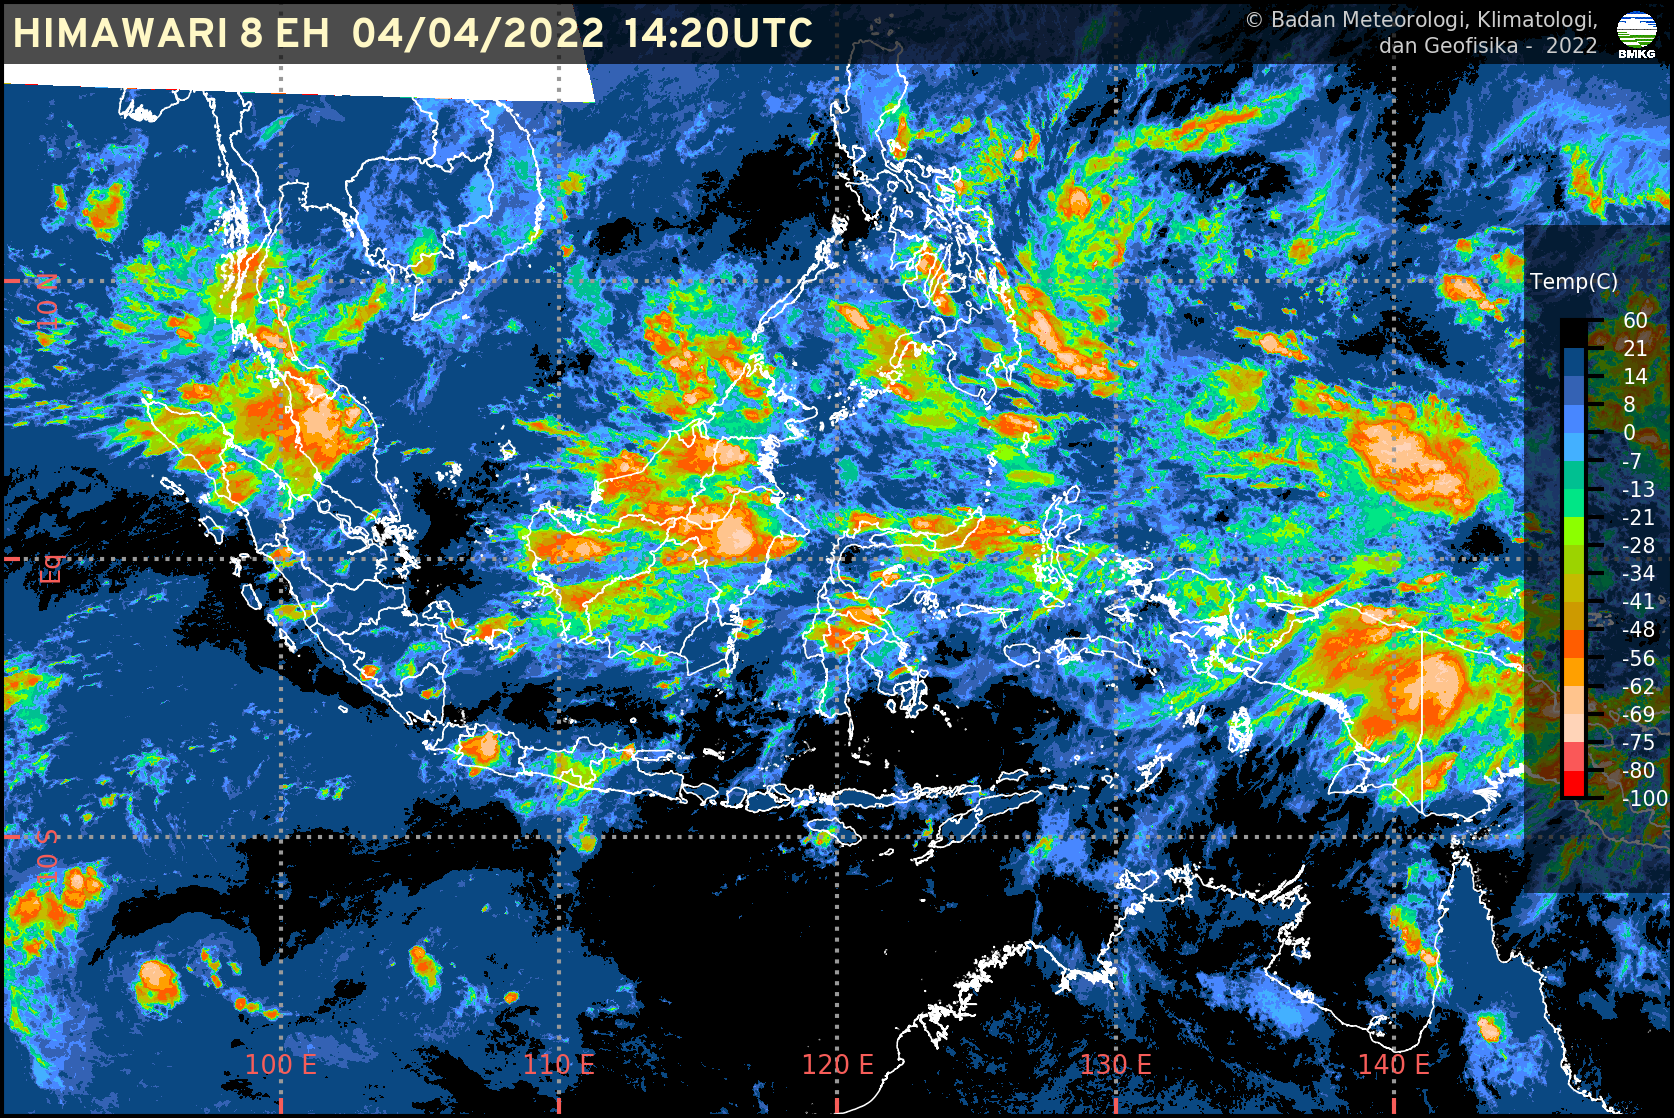 HIMAWARI 8 EH 04/04/2022 14:20UTC
© Badan Meteorologi, Klimatologi,
dan Geofisika - 2022
BMKG
10 N
Eq
10 S
Temp(C)
60
21
14
8
0
-7
-13
-21
-28
-34
-41
-48
-56
-62
-69
-75
-80
-100
100 E
110 E
120 E
130 E
140 E